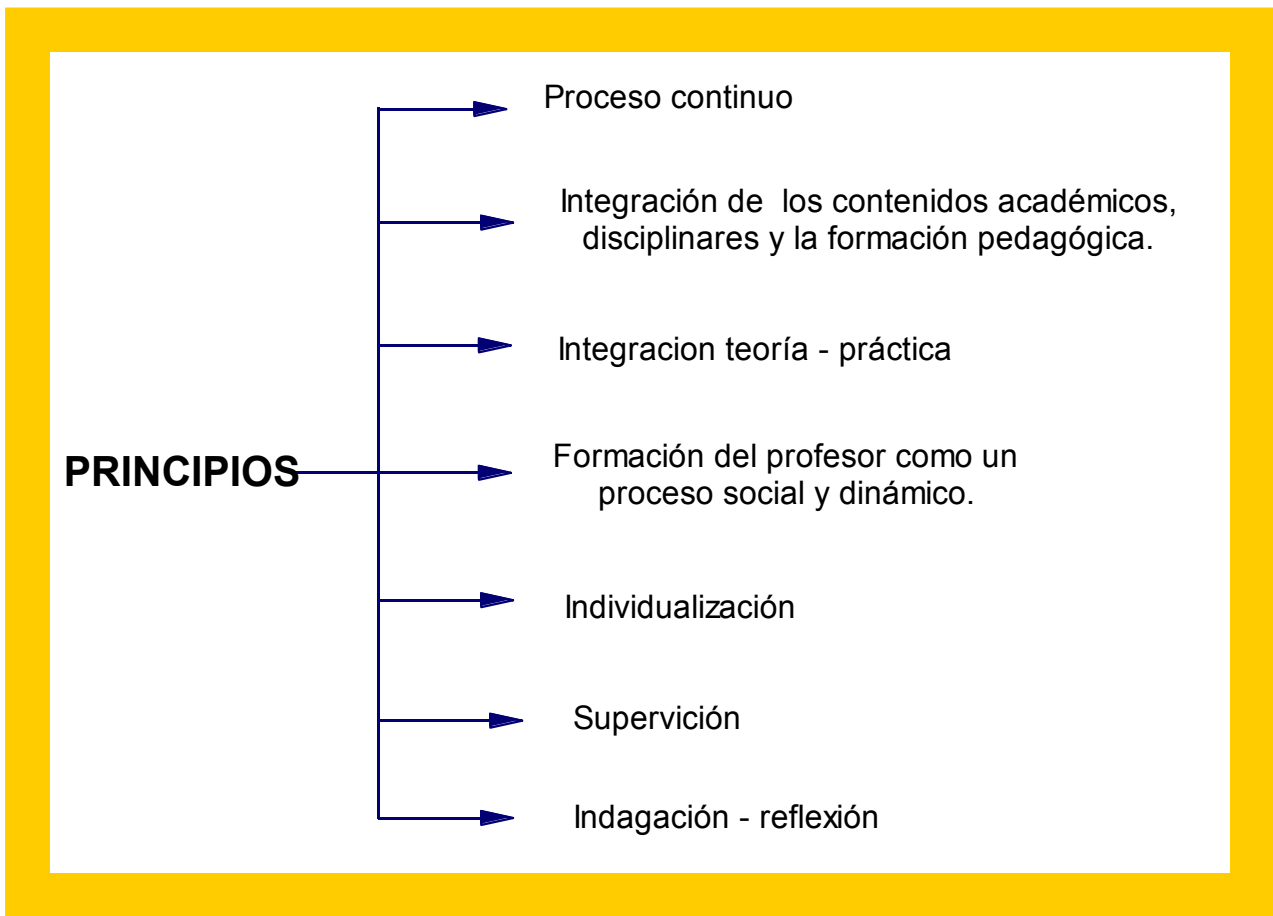 Proceso continuo
Integración de los contenidos académicos,
disciplinares y la formación pedagógica.
Integracion teoría - práctica
PRINCIPIOS
Formación del profesor como un
proceso social y dinámico.
Individualización
Supervición
Indagación - reflexión